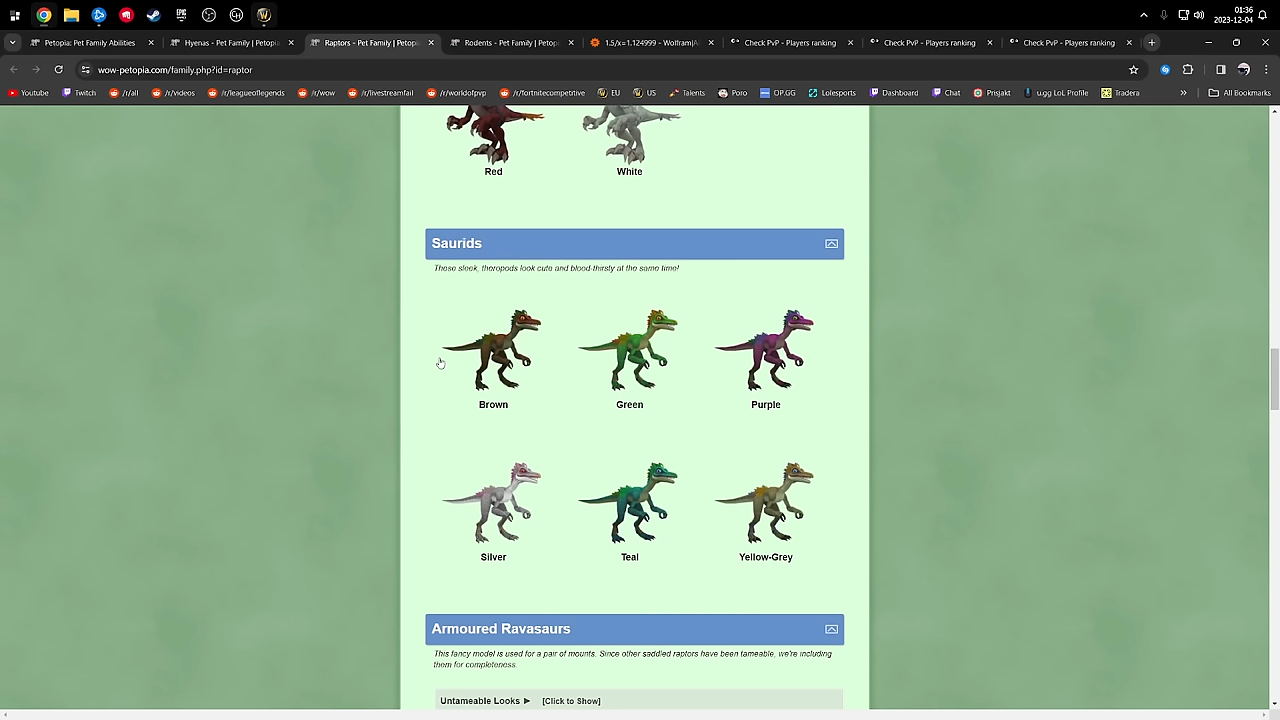 01:36
2023-12-04
Petopia: Pet Family Abilities
Hyenas - Pet Family | Petopia
Raptors - Pet Family | Petop
Rodents - Pet Family | Petop
1.5/x=1.124999 - Wolfram|A
Check PvP - Players ranking
Check PvP - Players ranking
Check PvP - Players ranking
wow-petopia.com/family.php?id=raptor
Youtube
Twitch
/r/all
/r/videos
/r/leagueoflegends
/r/wow
/r/livestreamfail
/r/worldofpvp
/r/fortnitecompetitive
EU
US
Talents
Poro
OP.GG
Lolesports
Dashboard
Chat
Prisjakt
u.gg LoL Profile
Tradera
All Bookmarks
Red
White
Saurids
These sleek, theropods look cute and blood-thirsty at the same time!
Brown
Green
Purple
Silver
Teal
Yellow-Grey
Armoured Ravasaurs
This fancy model is used for a pair of mounts. Since other saddled raptors have been tameable, we're including
them for completeness.
Untameable Looks ► [Click to Show]